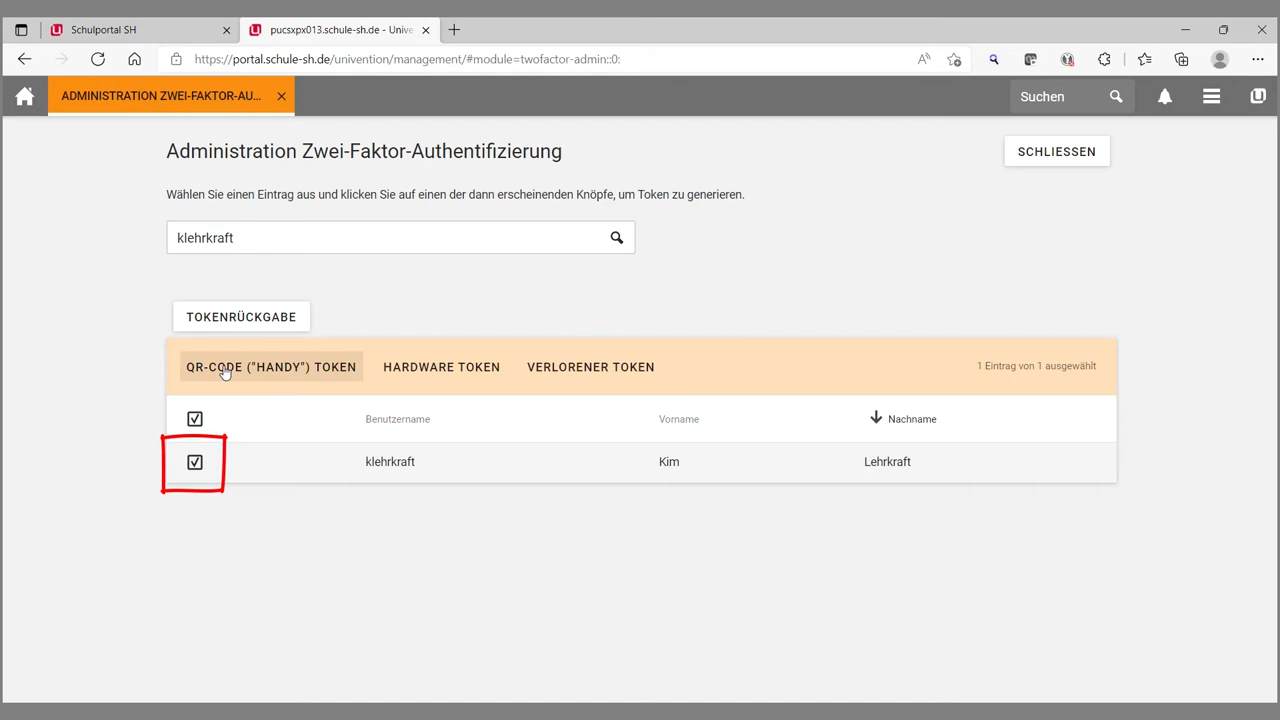 Schulportal SH
pucsxpx013.schule-sh.de - Unive
https://portal.schule-sh.de/univention/management/#module=twofactor-admin::0:
ADMINISTRATION ZWEI-FAKTOR-AU...
Suchen
Administration Zwei-Faktor-Authentifizierung
SCHLIESSEN
Wählen Sie einen Eintrag aus und klicken Sie auf einen der dann erscheinenden Knöpfe, um Token zu generieren.
klehrkraft
TOKENRÜCKGABE
QR-CODE ("HANDY") TOKEN HARDWARE TOKEN VERLORENER TOKEN 1 Eintrag von 1 ausgewählt
Benutzername Vorname Nachname
klehrkraft Kim Lehrkraft